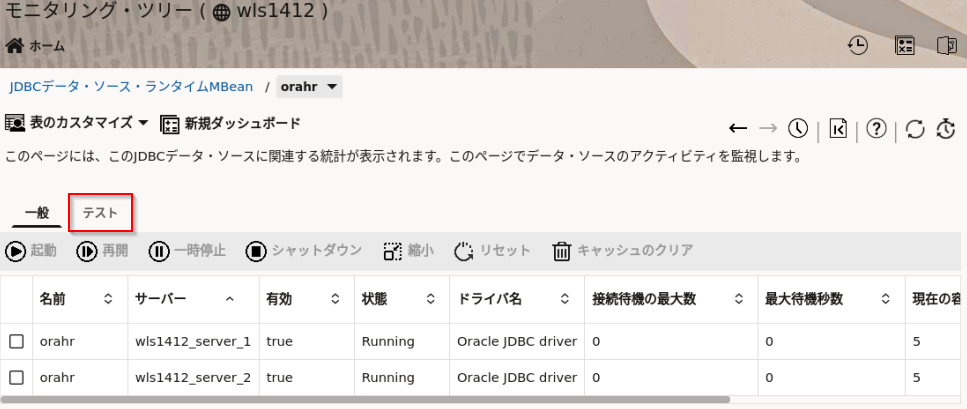 モニタリング・ツリー ( wls1412 )
ホーム
JDBCデータ・ソース・ランタイムMBean / orahr
表のカスタマイズ 新規ダッシュボード
このページには、このJDBCデータ・ソースに関連する統計が表示されます。このページでデータ・ソースのアクティビティを監視します。
一般 テスト
起動 再開 一時停止 シャットダウン 縮小 リセット キャッシュのクリア
名前 サーバー 有効 状態 ドライバ名 接続待機の最大数 最大待機秒数 現在の容
orahr wls1412_server_1 true Running Oracle JDBC driver 0 0 5
orahr wls1412_server_2 true Running Oracle JDBC driver 0 0 5